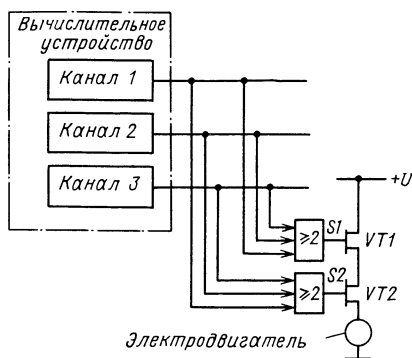 Вычислительное
устройство
Канал 1
Канал 2
Канал 3
+U
≥2
S1
VT1
≥2
S2
VT2
Электродвигатель